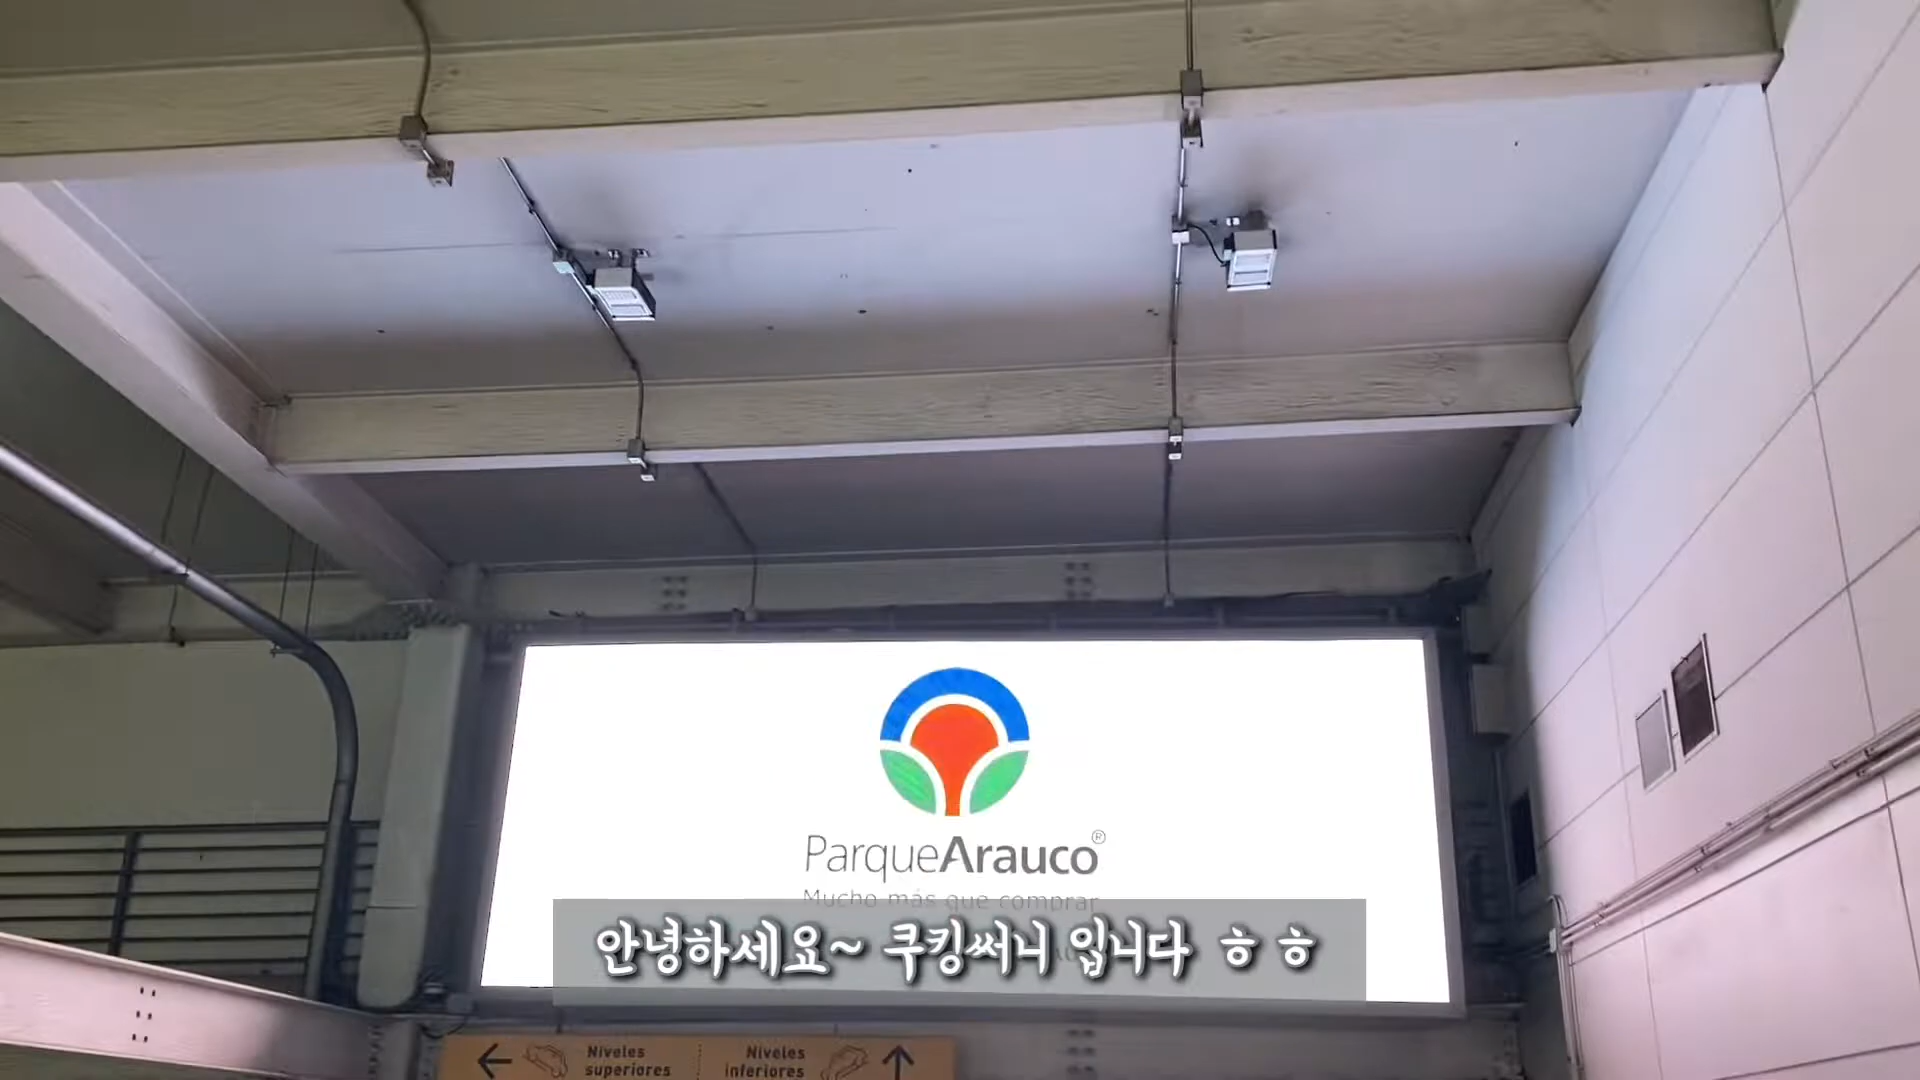 ParqueArauco®
Mucho más que comprar
안녕하세요~ 쿠킹써니 입니다 ㅎㅎ
Niveles superiores
Niveles inferiores